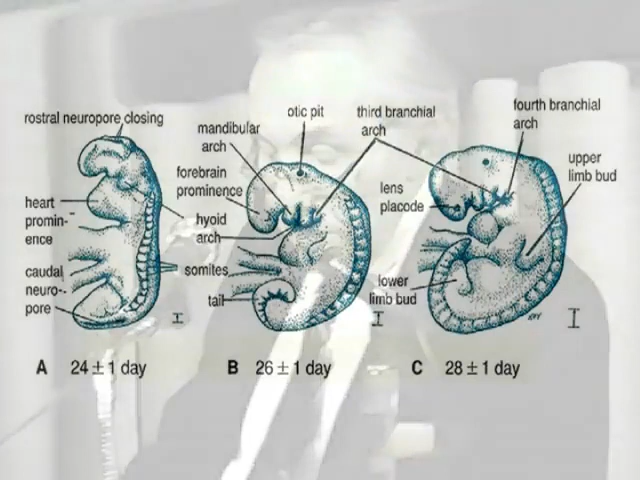 rostral neuropore closing
heart
promin-
ence
caudal
neuro-
pore
mandibular
arch
forebrain
prominence
hyoid
arch
somites
tail
otic pit
third branchial
arch
lens
placode
lower
limb bud
fourth branchial
arch
upper
limb bud
A 24 ± 1 day
B 26 ± 1 day
C 28 ± 1 day